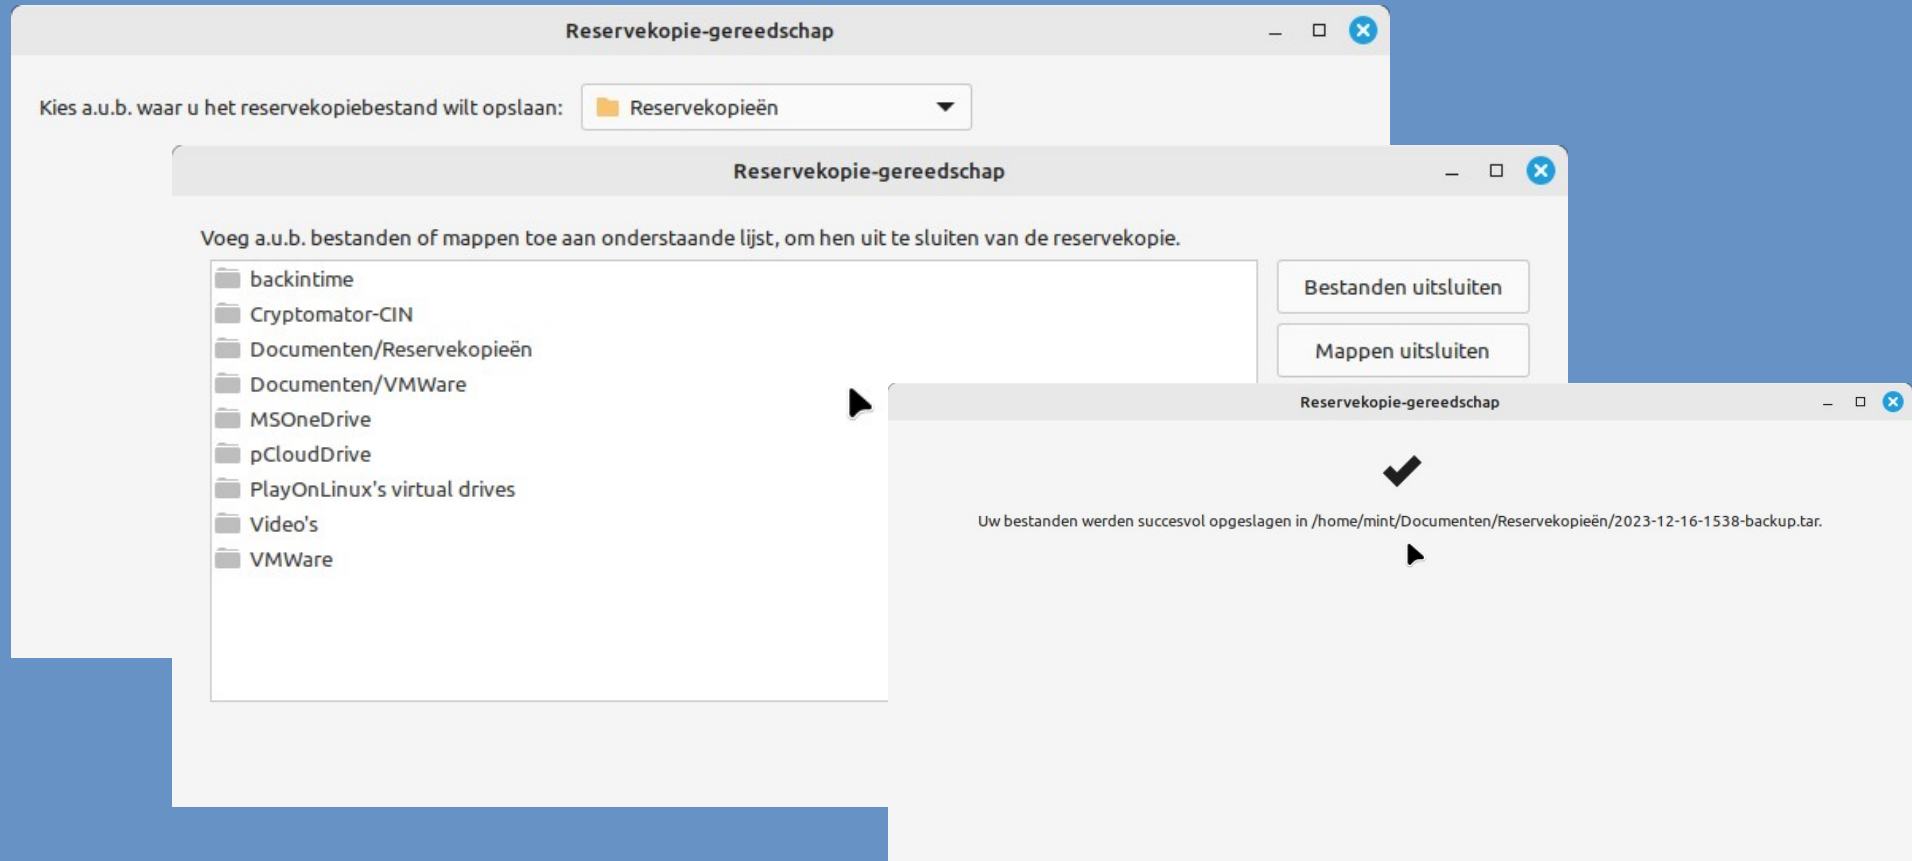 Reservekopie-gereedschap
Kies a.u.b. waar u het reservekopiebestand wilt opslaan: Reservekopieën
Reservekopie-gereedschap
Voeg a.u.b. bestanden of mappen toe aan onderstaande lijst, om hen uit te sluiten van de reservekopie.
backintime
Cryptomator-CIN
Documenten/Reservekopieën
Documenten/VMWare
MSOneDrive
pCloudDrive
PlayOnLinux's virtual drives
Video's
VMWare
Bestanden uitsluiten
Mappen uitsluiten
Reservekopie-gereedschap
Uw bestanden werden succesvol opgeslagen in /home/mint/Documenten/Reservekopieën/2023-12-16-1538-backup.tar.